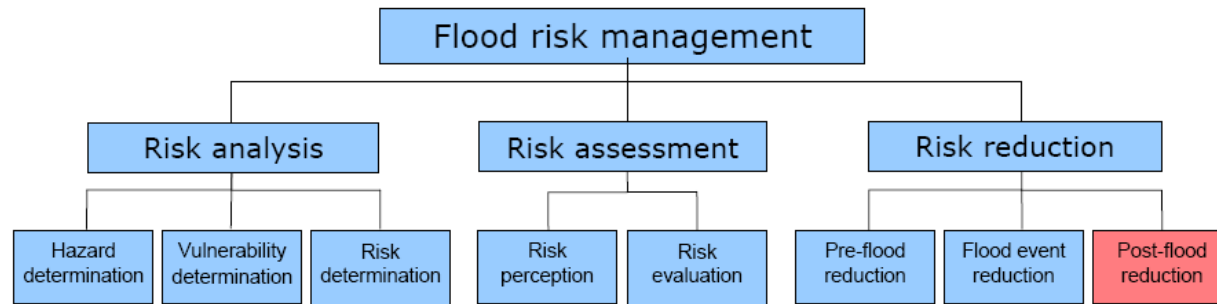 Flood risk management
Risk analysis
Risk assessment
Risk reduction
Hazard
determination
Vulnerability
determination
Risk
determination
Risk
perception
Risk
evaluation
Pre-flood
reduction
Flood event
reduction
Post-flood
reduction